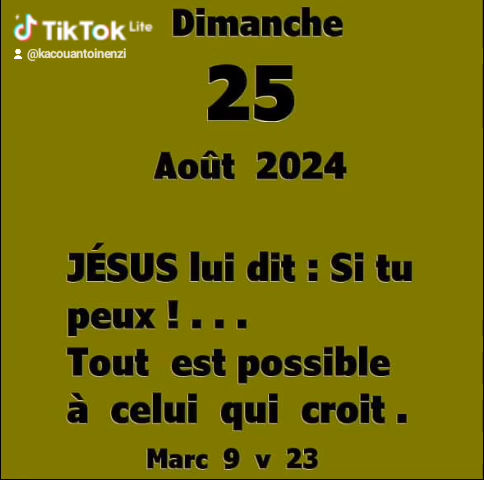 TikTok Lite
@kacouantoinenzi
Dimanche
25
Août 2024
JÉSUS lui dit : Si tu
peux ! . . .
Tout est possible
à celui qui croit .
Marc 9 v 23